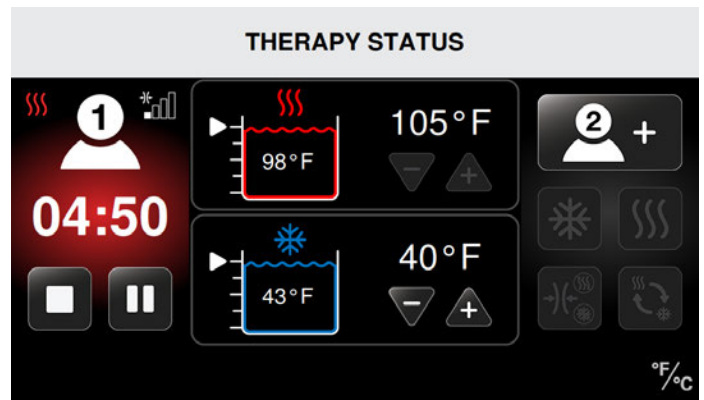 THERAPY STATUS
1
04:50
98°F
105°F
43°F
40°F
2 +
°F/°C